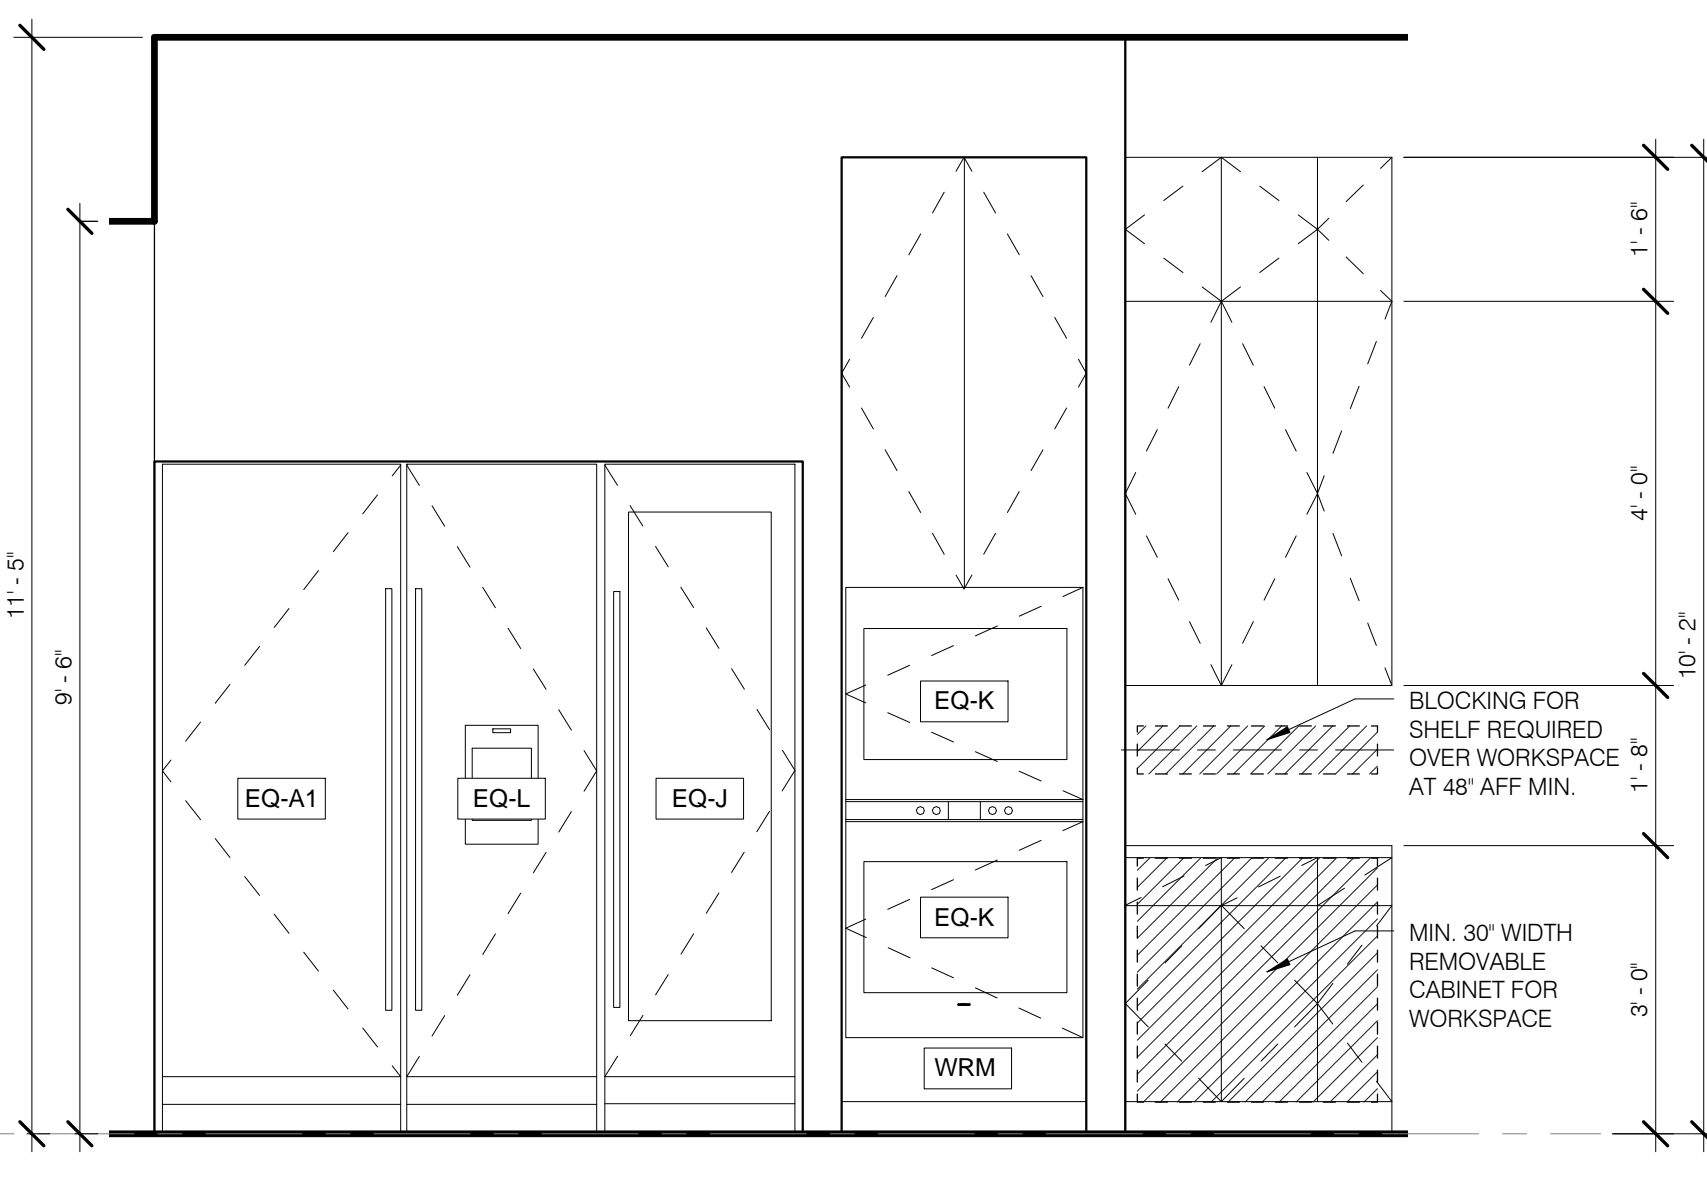 11' - 5"
9' - 6"
1' - 6"
4' - 0"
10' - 2"
1' - 8"
3' - 0"
EQ-A1
EQ-L
EQ-J
EQ-K
EQ-K
WRM
BLOCKING FOR
SHELF REQUIRED
OVER WORKSPACE
AT 48" AFF MIN.
MIN. 30" WIDTH
REMOVABLE
CABINET FOR
WORKSPACE